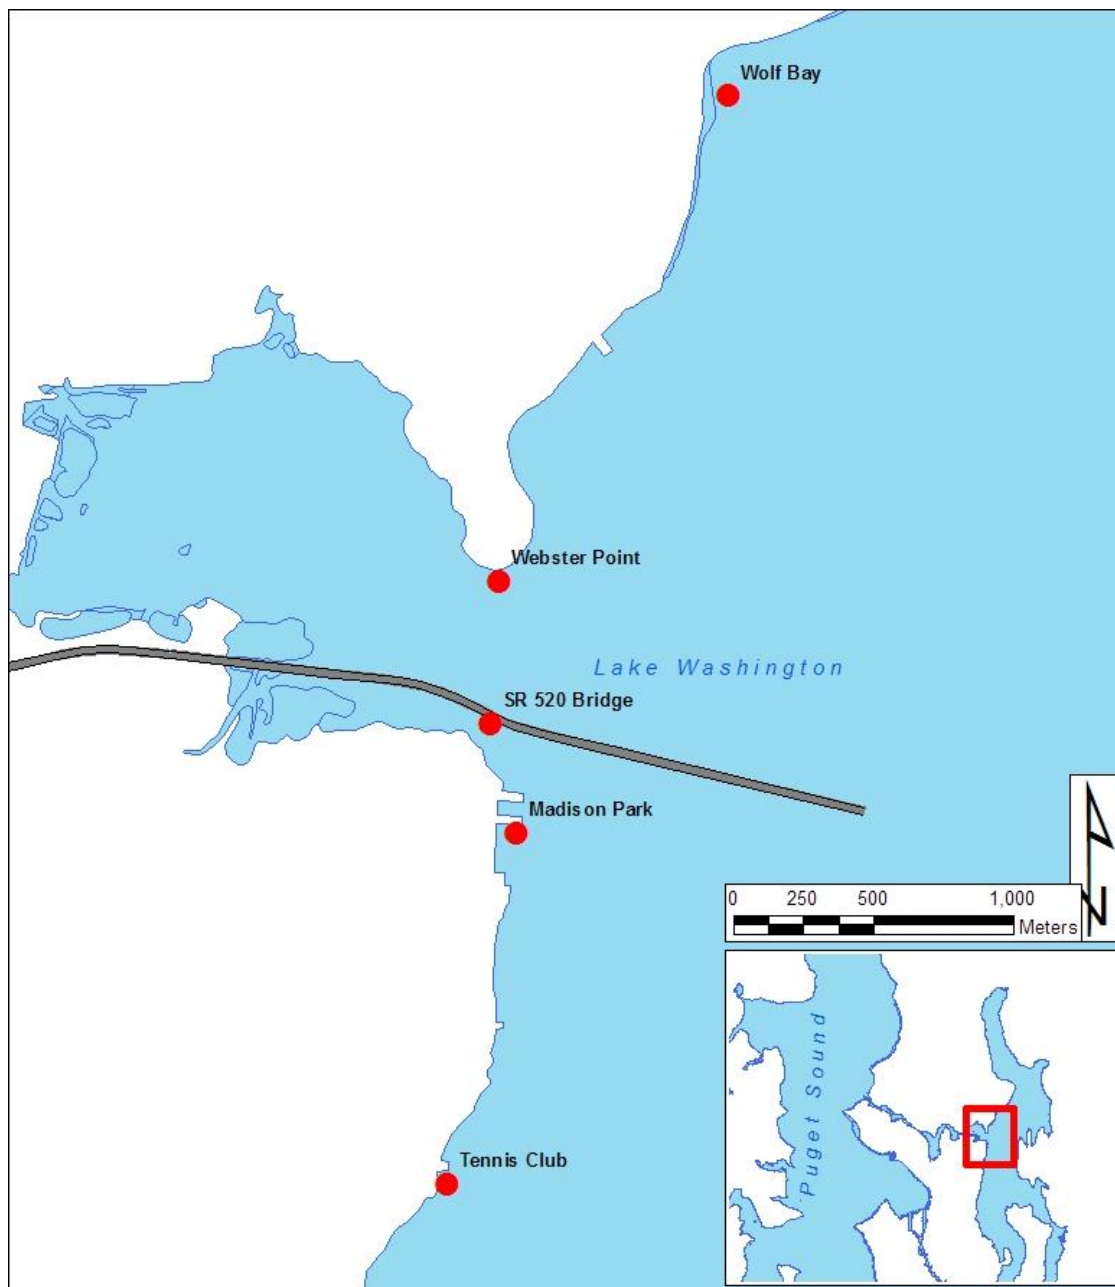 Wolf Bay
Webster Point
Lake Washington
SR 520 Bridge
Madison Park
0 250 500 1,000
Meters
N
Puget Sound
Tennis Club